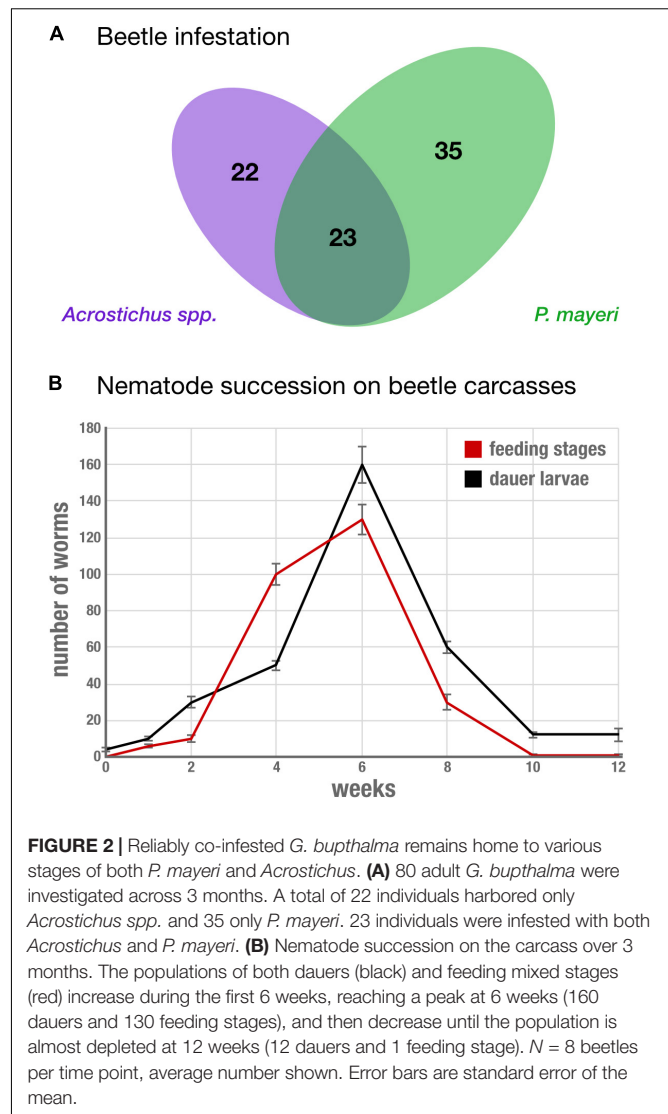 A Beetle infestation
22
35
23
Acrostichus spp.
P. mayeri
B Nematode succession on beetle carcasses
180
160
140
120
100
80
60
40
20
0
number of worms
feeding stages
dauer larvae
0 2 4 6 8 10 12
weeks
FIGURE 2 | Reliably co-infested G. bupthalma remains home to various
stages of both P. mayeri and Acrostichus. (A) 80 adult G. bupthalma were
investigated across 3 months. A total of 22 individuals harbored only
Acrostichus spp. and 35 only P. mayeri. 23 individuals were infested with both
Acrostichus and P. mayeri. (B) Nematode succession on the carcass over 3
months. The populations of both dauers (black) and feeding mixed stages
(red) increase during the first 6 weeks, reaching a peak at 6 weeks (160
dauers and 130 feeding stages), and then decrease until the population is
almost depleted at 12 weeks (12 dauers and 1 feeding stage). N = 8 beetles
per time point, average number shown. Error bars are standard error of the
mean.